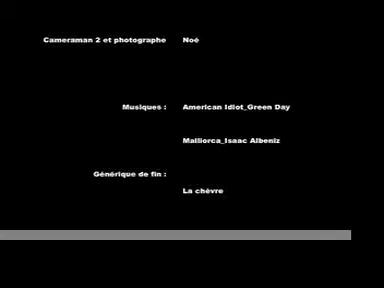 Cameraman 2 et photographe Noé
Musiques : American Idiot_Green Day
Mallorca_Isaac Albeniz
Générique de fin :
La chèvre